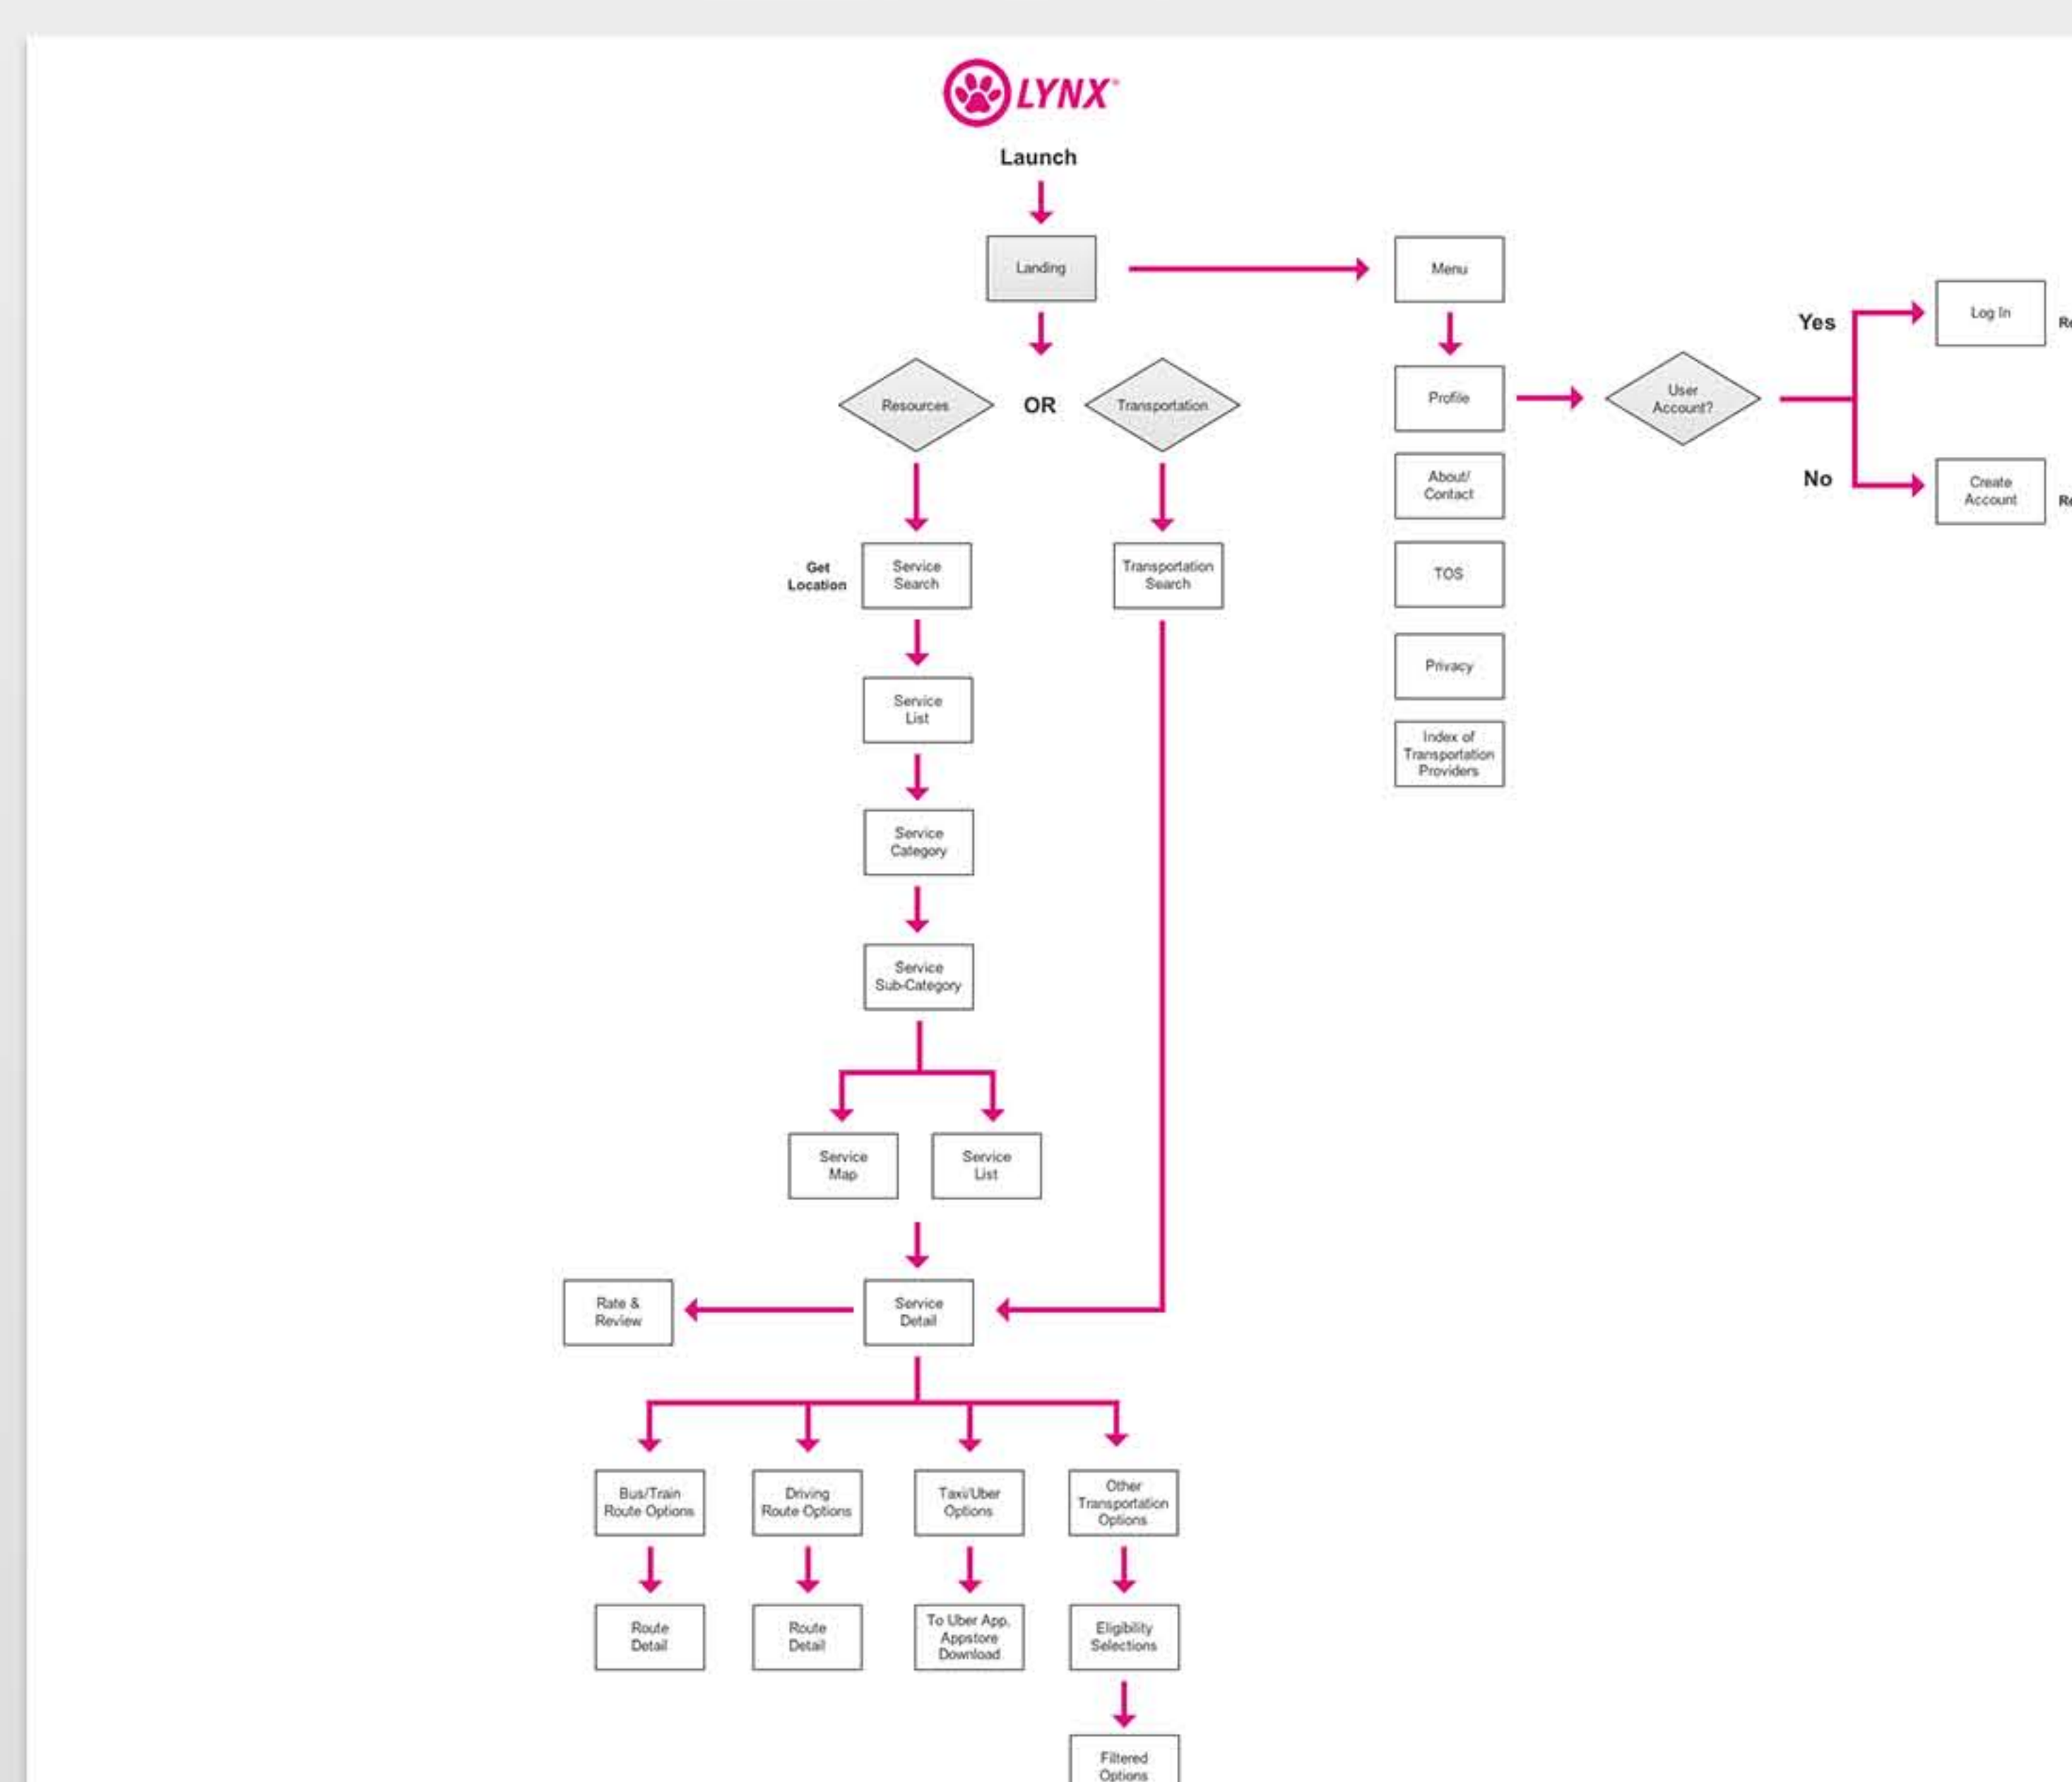 LYNX
Launch
Landing
Menu
Log In
Yes
Resources
OR
Transportation
Profile
User
Account?
No
Create
Account
About/
Contact
Get
Location
Service
Search
Transportation
Search
TOS
Privacy
Service
List
Index of
Transportation
Providers
Service
Category
Service
Sub-Category
Service
Map
Service
List
Rate &
Review
Service
Detail
Bus/Train
Route Options
Driving
Route Options
Taxi/Uber
Options
Other
Transportation
Options
Route
Detail
Route
Detail
To Uber App,
Appstore
Download
Eligibility
Selections
Filtered
Options